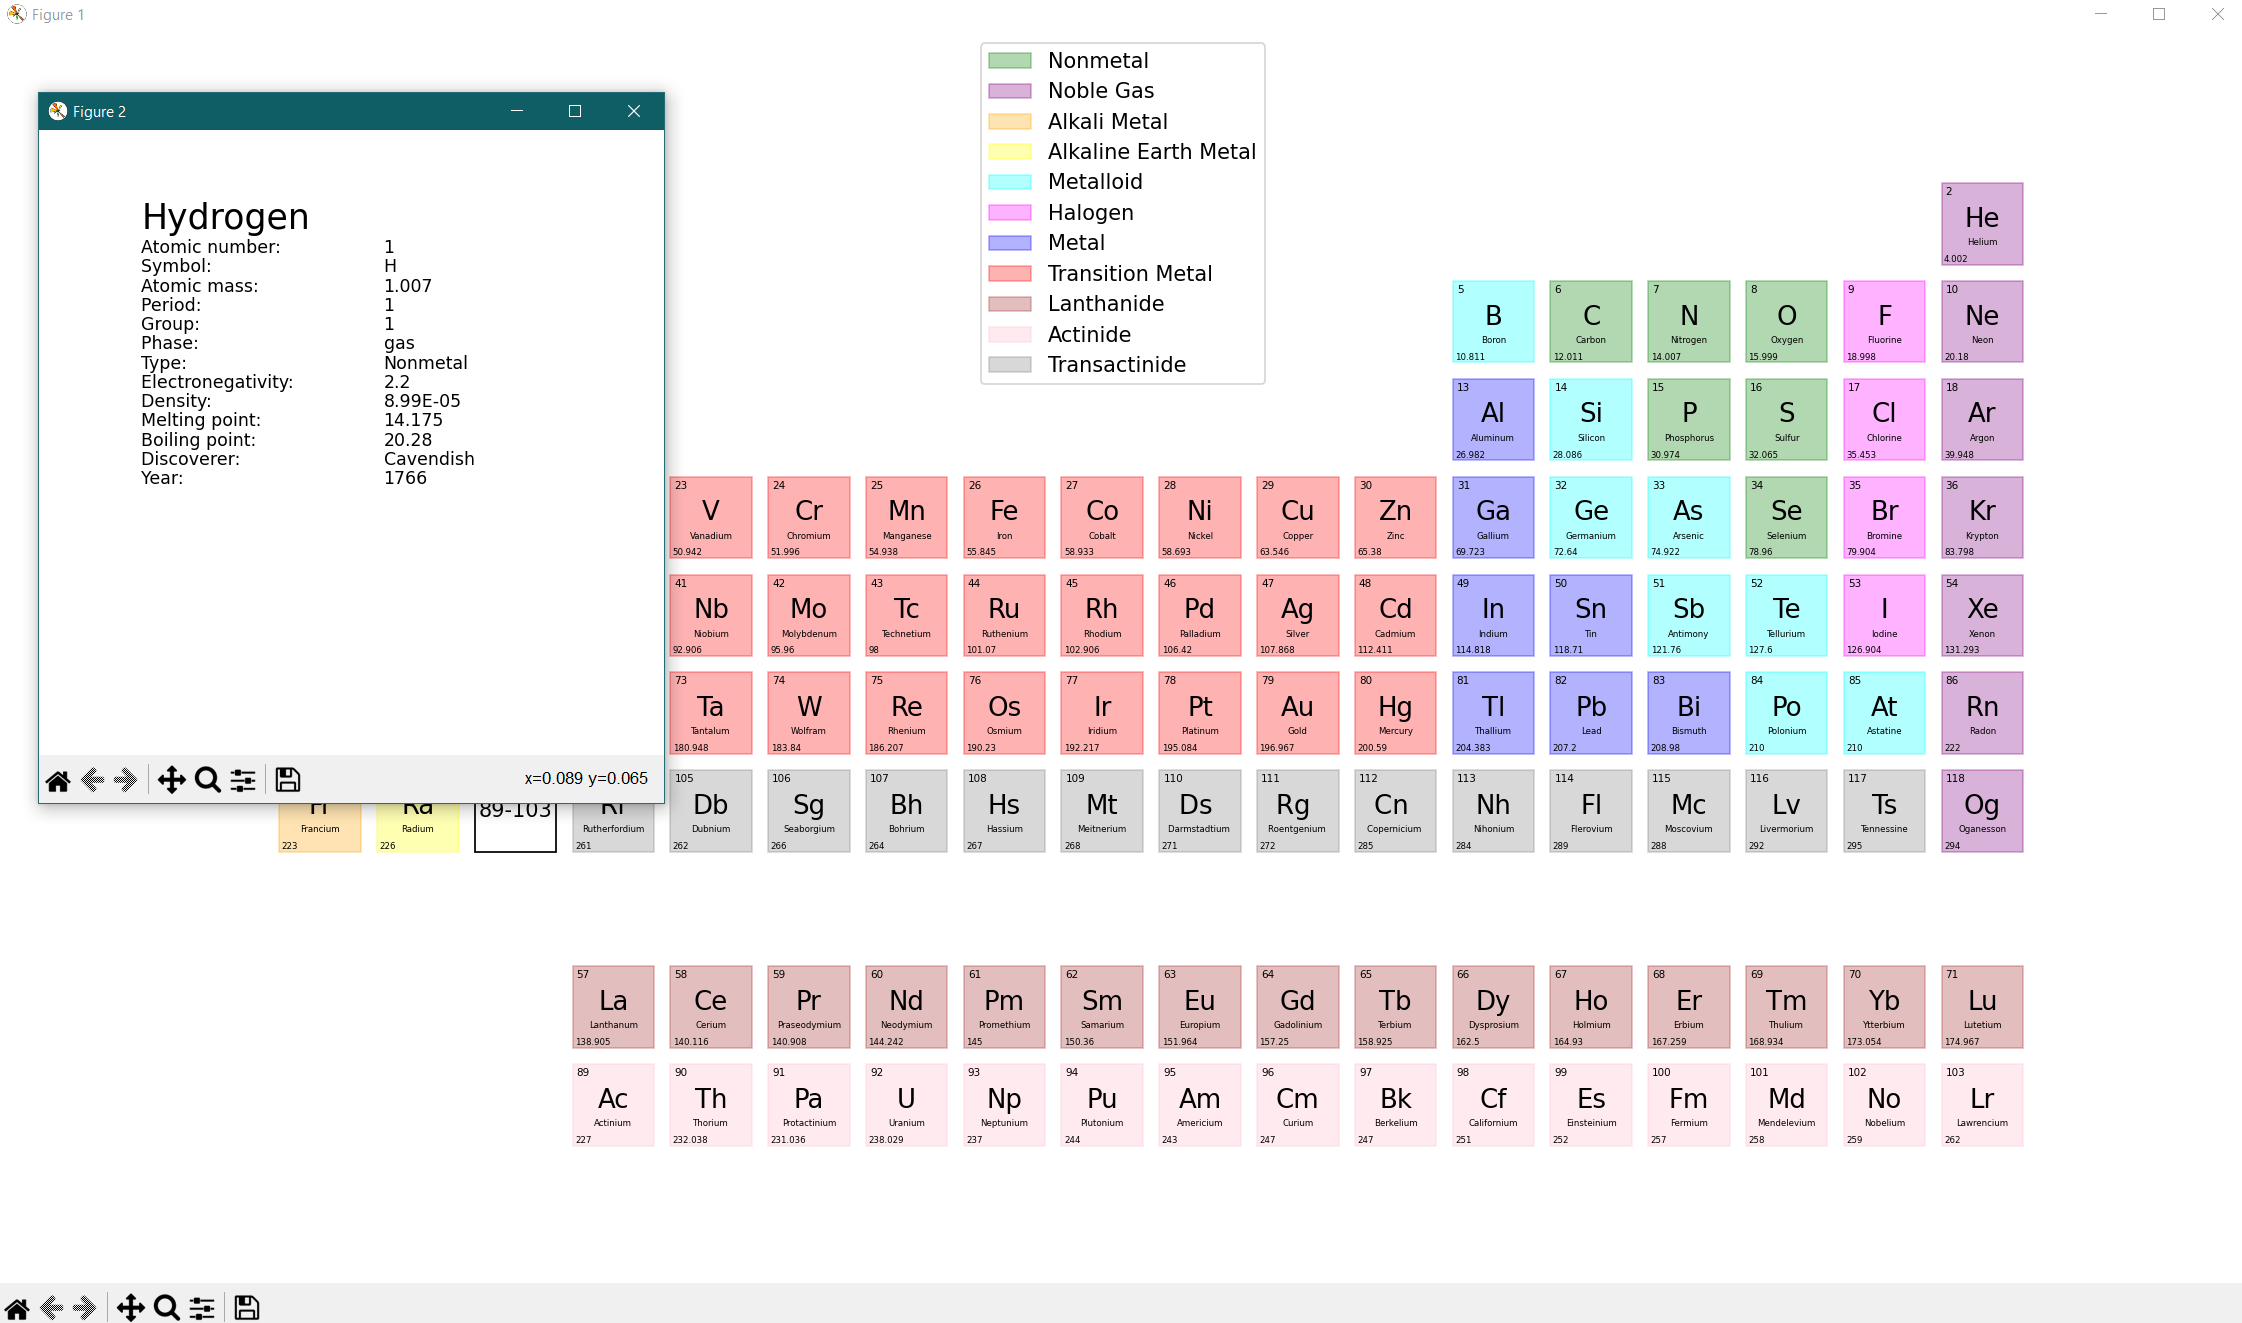 Figure 1
Nonmetal
Noble Gas
Alkali Metal
Alkaline Earth Metal
Metalloid
Halogen
Metal
Transition Metal
Lanthanide
Actinide
Transactinide
Figure 2
Hydrogen
Atomic number: 1
Symbol: H
Atomic mass: 1.007
Period: 1
Group: 1
Phase: gas
Type: Nonmetal
Electronegativity: 2.2
Density: 8.99E-05
Melting point: 14.175
Boiling point: 20.28
Discoverer: Cavendish
Year: 1766
x=0.089 y=0.065
2
He
Helium
4.002
5 6 7 8 9 10
B C N O F Ne
Boron Carbon Nitrogen Oxygen Fluorine Neon
10.811 12.011 14.007 15.999 18.998 20.18
13 14 15 16 17 18
Al Si P S Cl Ar
Aluminum Silicon Phosphorus Sulfur Chlorine Argon
26.982 28.086 30.974 32.065 35.453 39.948
23 24 25 26 27 28 29 30 31 32 33 34 35 36
V Cr Mn Fe Co Ni Cu Zn Ga Ge As Se Br Kr
Vanadium Chromium Manganese Iron Cobalt Nickel Copper Zinc Gallium Germanium Arsenic Selenium Bromine Krypton
50.942 51.996 54.938 55.845 58.933 58.693 63.546 65.38 69.723 72.64 74.922 78.96 79.904 83.798
41 42 43 44 45 46 47 48 49 50 51 52 53 54
Nb Mo Tc Ru Rh Pd Ag Cd In Sn Sb Te I Xe
Niobium Molybdenum Technetium Ruthenium Rhodium Palladium Silver Cadmium Indium Tin Antimony Tellurium Iodine Xenon
92.906 95.96 98 101.07 102.906 106.42 107.868 112.411 114.818 118.71 121.76 127.6 126.904 131.293
73 74 75 76 77 78 79 80 81 82 83 84 85 86
Ta W Re Os Ir Pt Au Hg Tl Pb Bi Po At Rn
Tantalum Wolfram Rhenium Osmium Iridium Platinum Gold Mercury Thallium Lead Bismuth Polonium Astatine Radon
180.948 183.84 186.207 190.23 192.217 195.084 196.967 200.59 204.383 207.2 208.98 210 210 222
105 106 107 108 109 110 111 112 113 114 115 116 117 118
Fr Ra 89-103 Rf Db Sg Bh Hs Mt Ds Rg Cn Nh Fl Mc Lv Ts Og
Francium Radium Rutherfordium Dubnium Seaborgium Bohrium Hassium Meitnerium Darmstadtium Roentgenium Copernicium Nihonium Flerovium Moscovium Livermorium Tennessine Oganesson
223 226 261 262 266 264 267 268 271 272 285 284 289 288 292 295 294
57 58 59 60 61 62 63 64 65 66 67 68 69 70 71
La Ce Pr Nd Pm Sm Eu Gd Tb Dy Ho Er Tm Yb Lu
Lanthanum Cerium Praseodymium Neodymium Promethium Samarium Europium Gadolinium Terbium Dysprosium Holmium Erbium Thulium Ytterbium Lutetium
138.905 140.116 140.908 144.242 145 150.36 151.964 157.25 158.925 162.5 164.93 167.259 168.934 173.054 174.967
89 90 91 92 93 94 95 96 97 98 99 100 101 102 103
Ac Th Pa U Np Pu Am Cm Bk Cf Es Fm Md No Lr
Actinium Thorium Protactinium Uranium Neptunium Plutonium Americium Curium Berkelium Californium Einsteinium Fermium Mendelevium Nobelium Lawrencium
227 232.038 231.036 238.029 237 244 243 247 247 251 252 257 258 259 262